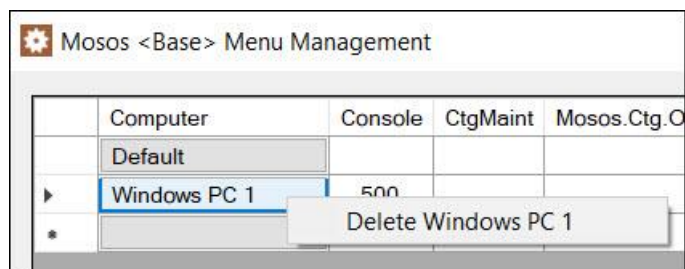 Mosos <Base> Menu Management
Computer Console CtgMaint Mosos.Ctg.O
Default
Windows PC 1 500
Delete Windows PC 1